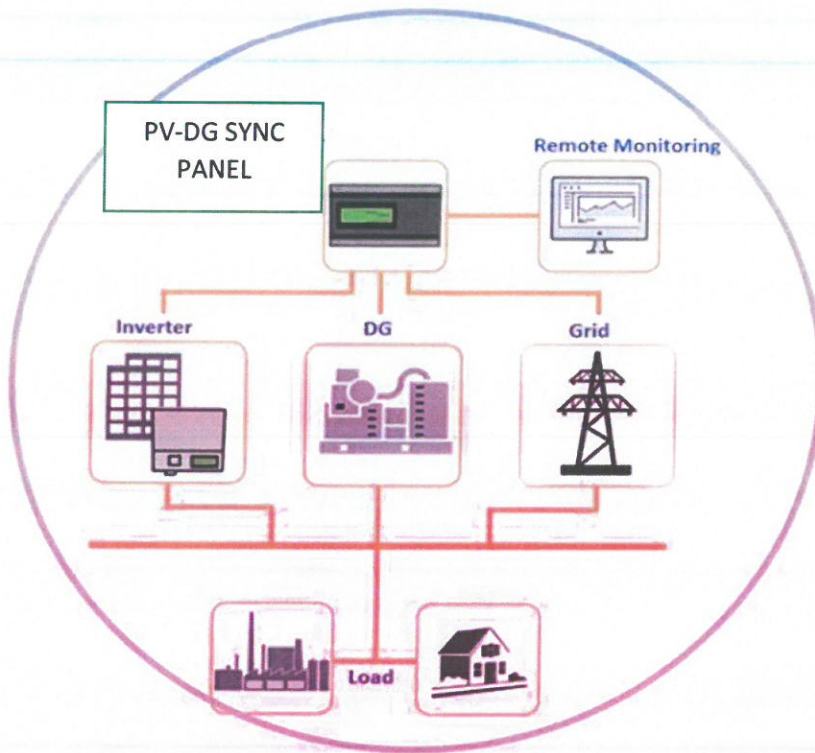 PV-DG SYNC
PANEL
Remote Monitoring
Inverter
DG
Grid
Load